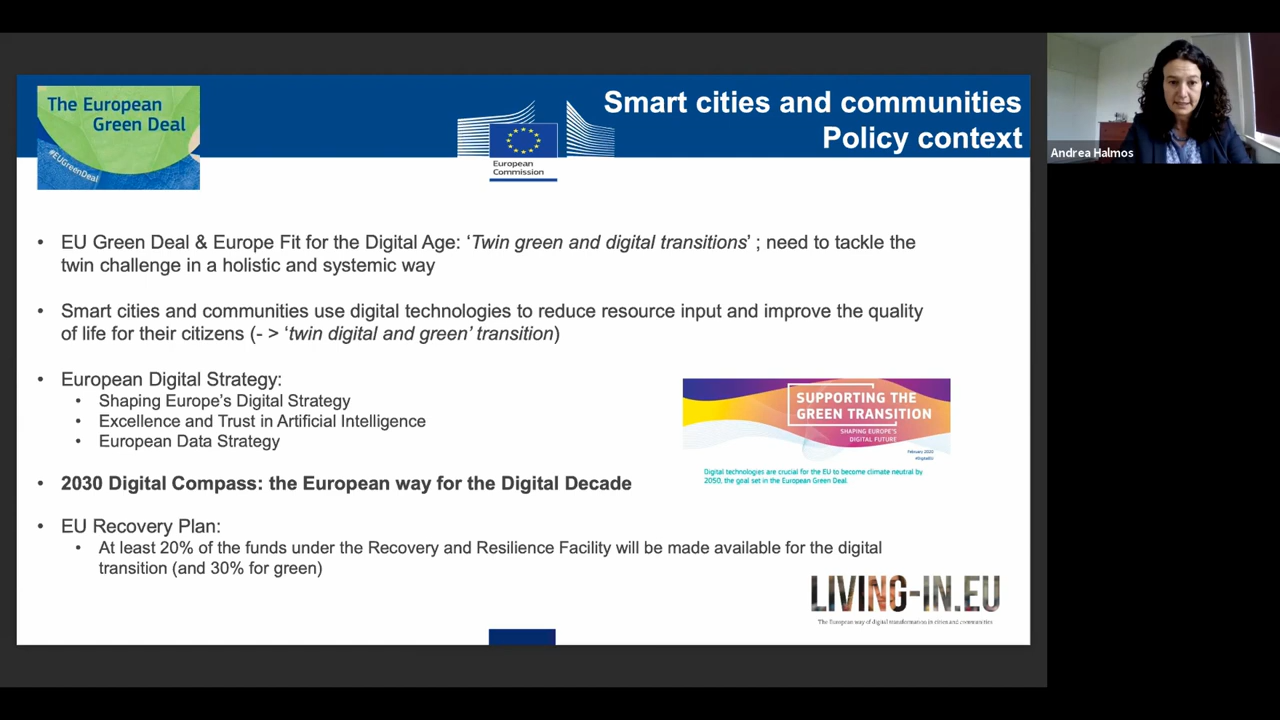 The European
Green Deal
#EUGreenDeal
European
Commission
Smart cities and communities
Policy context
Andrea Halmos
• EU Green Deal & Europe Fit for the Digital Age: ‘Twin green and digital transitions’ ; need to tackle the
twin challenge in a holistic and systemic way
• Smart cities and communities use digital technologies to reduce resource input and improve the quality
of life for their citizens (- > ‘twin digital and green’ transition)
• European Digital Strategy:
• Shaping Europe’s Digital Strategy
• Excellence and Trust in Artificial Intelligence
• European Data Strategy
SUPPORTING THE
GREEN TRANSITION
SHAPING EUROPE'S
DIGITAL FUTURE
February 2020
#DigitalEU
Digital technologies are crucial for the EU to become climate neutral by
2050, the goal set in the European Green Deal
• 2030 Digital Compass: the European way for the Digital Decade
• EU Recovery Plan:
• At least 20% of the funds under the Recovery and Resilience Facility will be made available for the digital
transition (and 30% for green)
LIVING-IN.EU
The European way of digital transformation in cities and communities